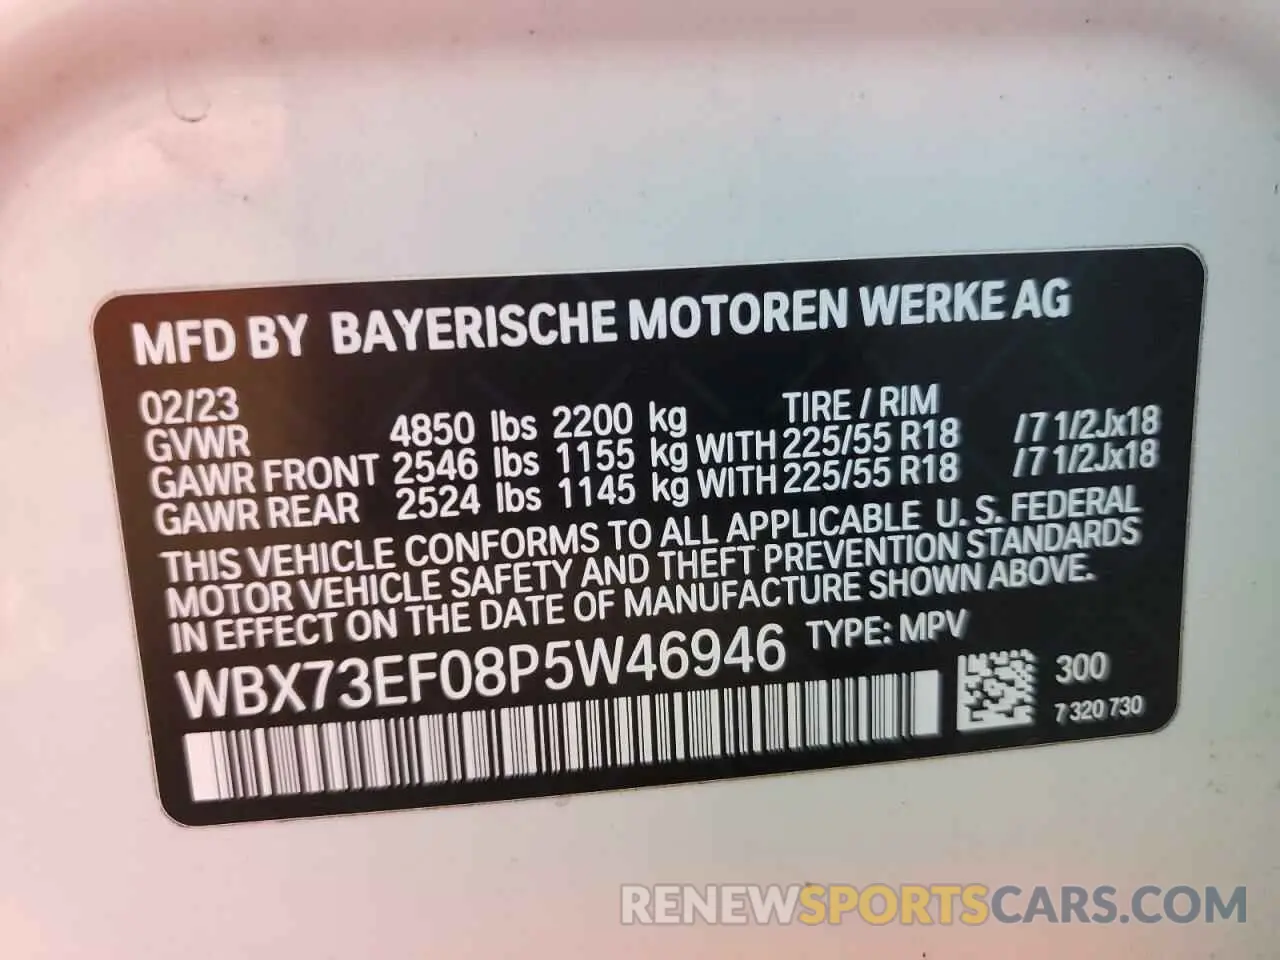 MFD BY BAYERISCHE MOTOREN WERKE AG
02/23 TIRE / RIM
GVWR 4850 lbs 2200 kg
GAWR FRONT 2546 lbs 1155 kg WITH 225/55 R18 /7 1/2Jx18
GAWR REAR 2524 lbs 1145 kg WITH 225/55 R18 /7 1/2Jx18
THIS VEHICLE CONFORMS TO ALL APPLICABLE U. S. FEDERAL
MOTOR VEHICLE SAFETY AND THEFT PREVENTION STANDARDS
IN EFFECT ON THE DATE OF MANUFACTURE SHOWN ABOVE.
WBX73EF08P5W46946 TYPE: MPV
300
7 320 730
RENEWSPORTSCARS.COM